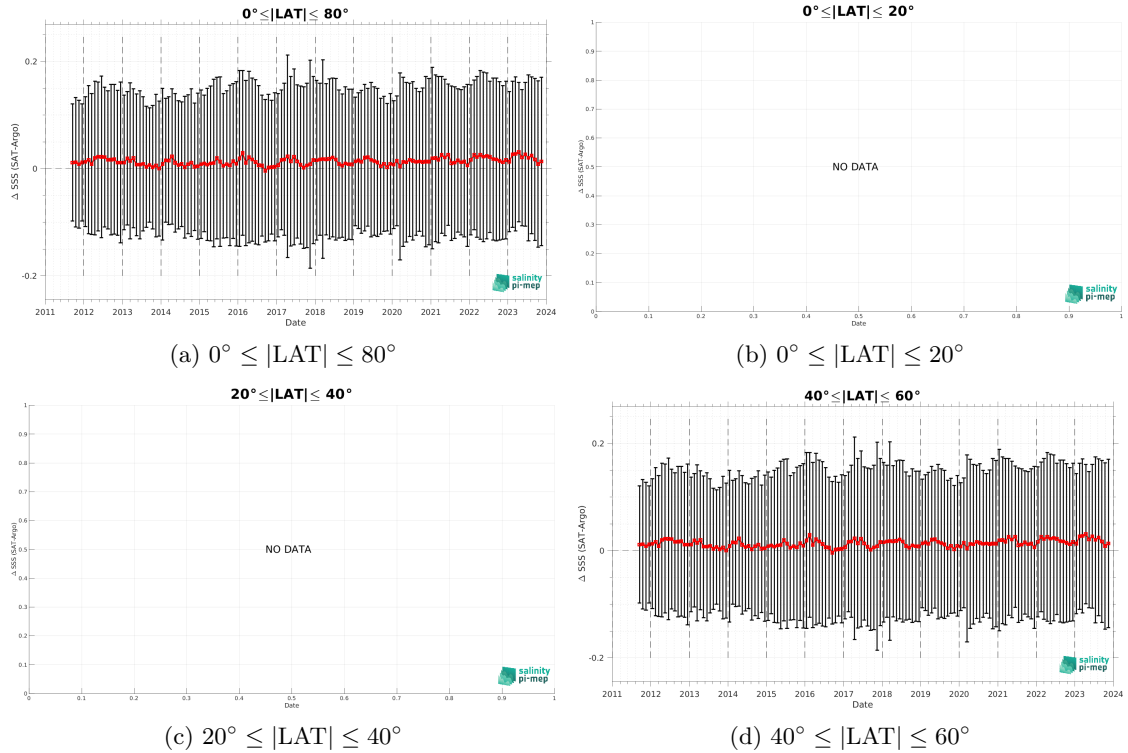 0°≤|LAT|≤ 80°
Δ SSS (SAT-Argo)
0.2
0
-0.2
2011 2012 2013 2014 2015 2016 2017 2018 2019 2020 2021 2022 2023 2024
Date
salinity
pi-mep
(a) 0° ≤ |LAT| ≤ 80°
0°≤|LAT|≤ 20°
Δ SSS (SAT-Argo)
1
0.9
0.8
0.7
0.6
0.5
0.4
0.3
0.2
0.1
0
NO DATA
0 0.1 0.2 0.3 0.4 0.5 0.6 0.7 0.8 0.9 1
Date
salinity
pi-mep
(b) 0° ≤ |LAT| ≤ 20°
20°≤|LAT|≤ 40°
Δ SSS (SAT-Argo)
1
0.9
0.8
0.7
0.6
0.5
0.4
0.3
0.2
0.1
0
NO DATA
0 0.1 0.2 0.3 0.4 0.5 0.6 0.7 0.8 0.9 1
Date
salinity
pi-mep
(c) 20° ≤ |LAT| ≤ 40°
40°≤|LAT|≤ 60°
Δ SSS (SAT-Argo)
0.2
0
-0.2
2011 2012 2013 2014 2015 2016 2017 2018 2019 2020 2021 2022 2023 2024
Date
salinity
pi-mep
(d) 40° ≤ |LAT| ≤ 60°